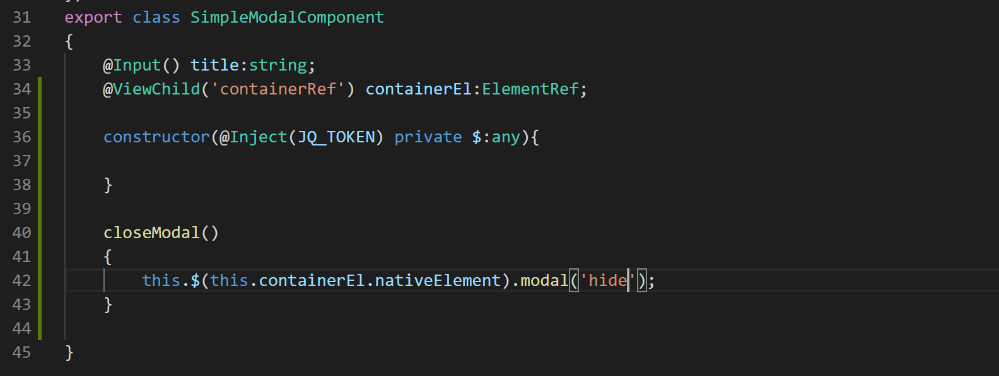 31 export class SimpleModalComponent
32 {
33 @Input() title:string;
34 @ViewChild('containerRef') containerEl:ElementRef;
35
36 constructor(@Inject(JQ_TOKEN) private $:any){
37
38 }
39
40 closeModal()
41 {
42 this.$(this.containerEl.nativeElement).modal('hide');
43 }
44
45 }